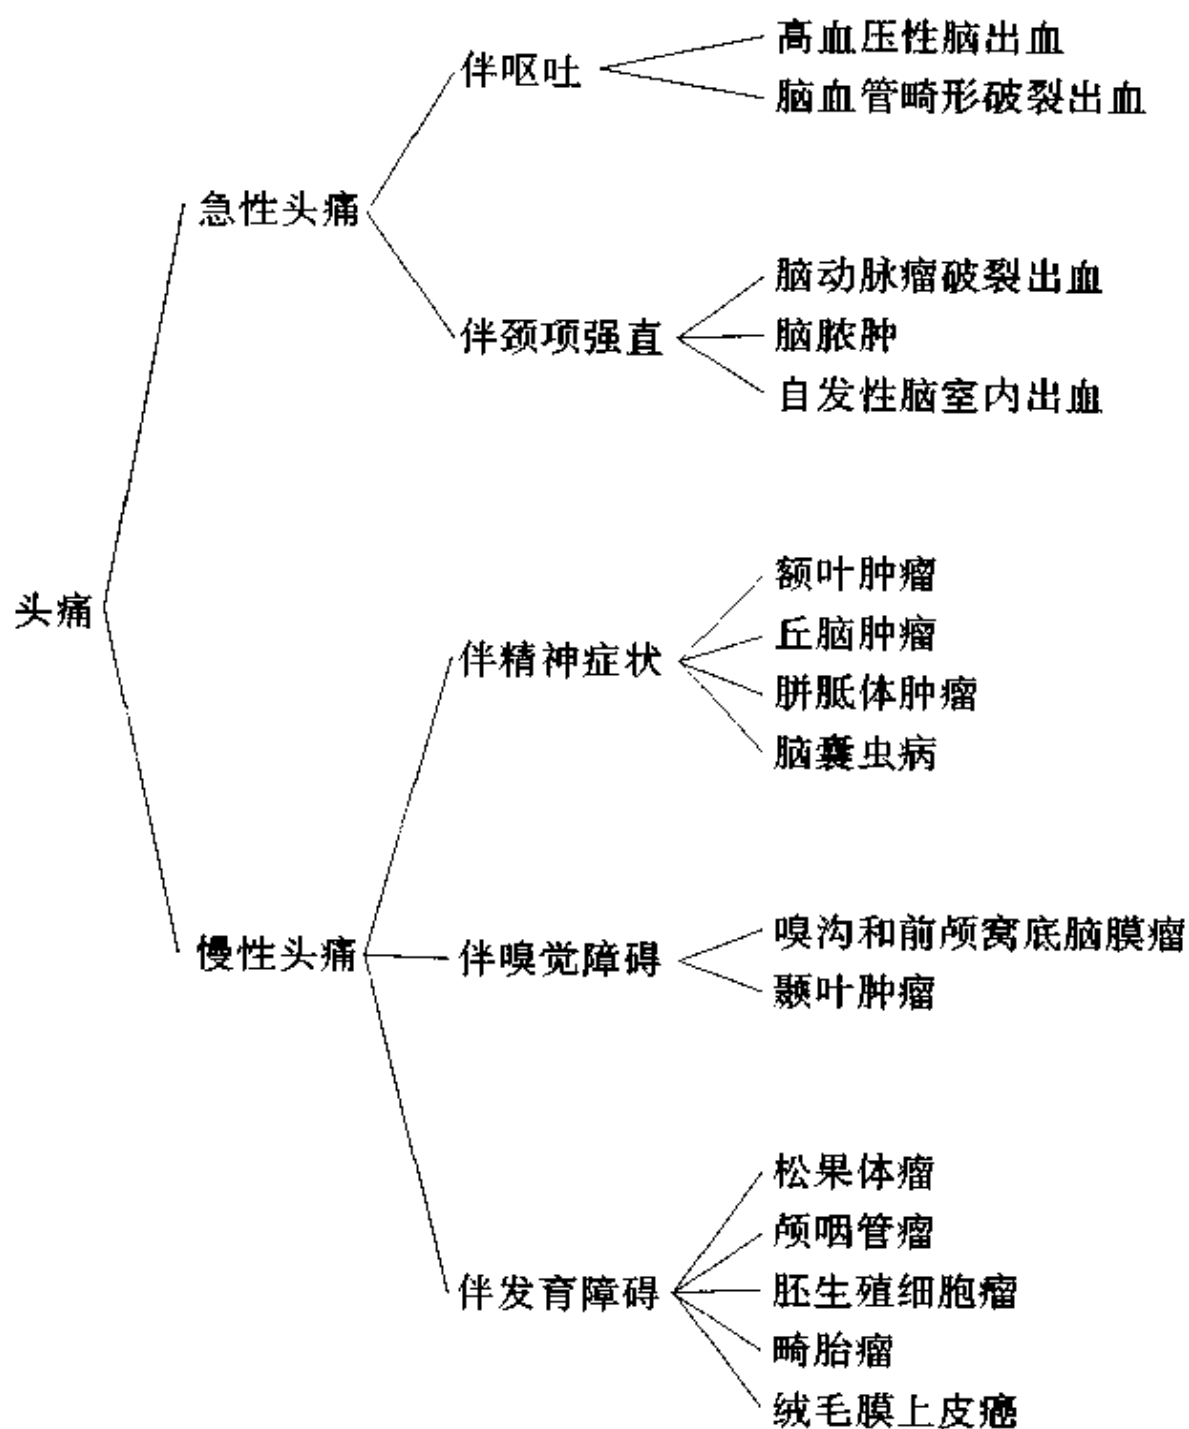 头痛
急性头痛
伴呕吐
高血压性脑出血
脑血管畸形破裂出血
伴颈项强直
脑动脉瘤破裂出血
脑脓肿
自发性脑室内出血
慢性头痛
伴精神症状
额叶肿瘤
丘脑肿瘤
胼胝体肿瘤
脑囊虫病
伴嗅觉障碍
嗅沟和前颅窝底脑膜瘤
颞叶肿瘤
伴发育障碍
松果体瘤
颅咽管瘤
胚生殖细胞瘤
畸胎瘤
绒毛膜上皮癌